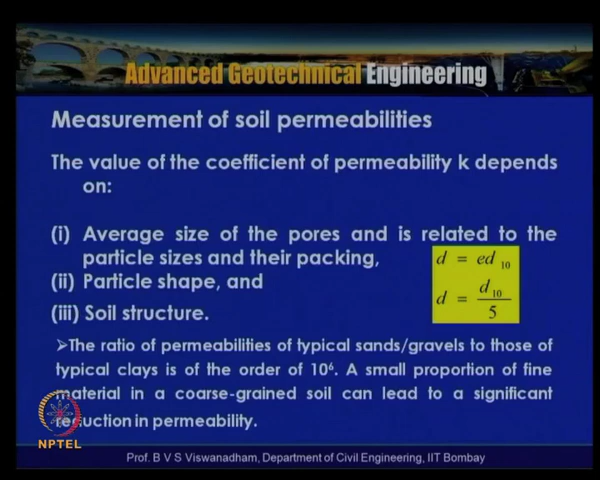 Advanced Geotechnical Engineering
Measurement of soil permeabilities
The value of the coefficient of permeability k depends
on:
(i) Average size of the pores and is related to the
particle sizes and their packing,
(ii) Particle shape, and
(iii) Soil structure.
d = ed 10
d = d 10 / 5
➢The ratio of permeabilities of typical sands/gravels to those of
typical clays is of the order of 10⁶. A small proportion of fine
material in a coarse-grained soil can lead to a significant
reduction in permeability.
NPTEL
Prof. B V S Viswanadham, Department of Civil Engineering, IIT Bombay